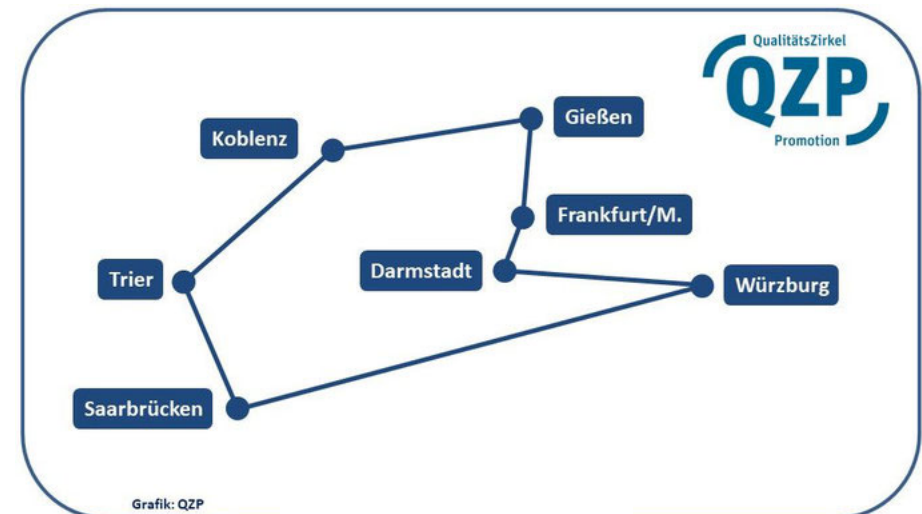 QualitätsZirkel
QZP
Promotion
Gießen
Koblenz
Frankfurt/M.
Darmstadt
Trier
Würzburg
Saarbrücken
Grafik: QZP